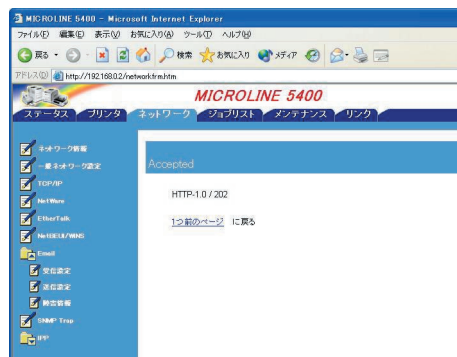 MICROLINE 5400 - Microsoft Internet Explorer
ファイル(F) 編集(E) 表示(V) お気に入り(A) ツール(T) ヘルプ(H)
戻る 検索 お気に入り メディア
アドレス(D) http://192.168.0.2/networkfrm.htm
MICROLINE 5400
ステータス プリンタ ネットワーク ジョブリスト メンテナンス リンク
ネットワーク情報
一般ネットワーク設定
TCP/IP
NetWare
EtherTalk
NetBEUI/WINS
Email
受信設定
送信設定
障害情報
SNMP Trap
IPP
Accepted
HTTP-1.0 / 202
1つ前のページ に戻る